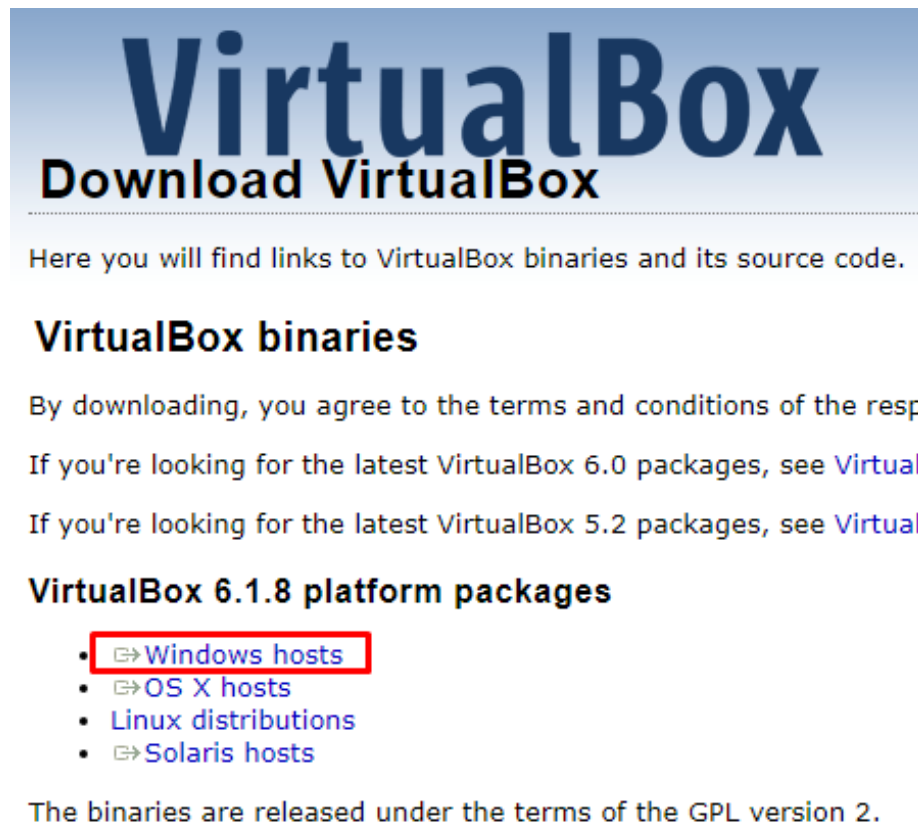 VirtualBox
Download VirtualBox
Here you will find links to VirtualBox binaries and its source code.
VirtualBox binaries
By downloading, you agree to the terms and conditions of the resp
If you're looking for the latest VirtualBox 6.0 packages, see Virtual
If you're looking for the latest VirtualBox 5.2 packages, see Virtual
VirtualBox 6.1.8 platform packages
Windows hosts
OS X hosts
Linux distributions
Solaris hosts
The binaries are released under the terms of the GPL version 2.